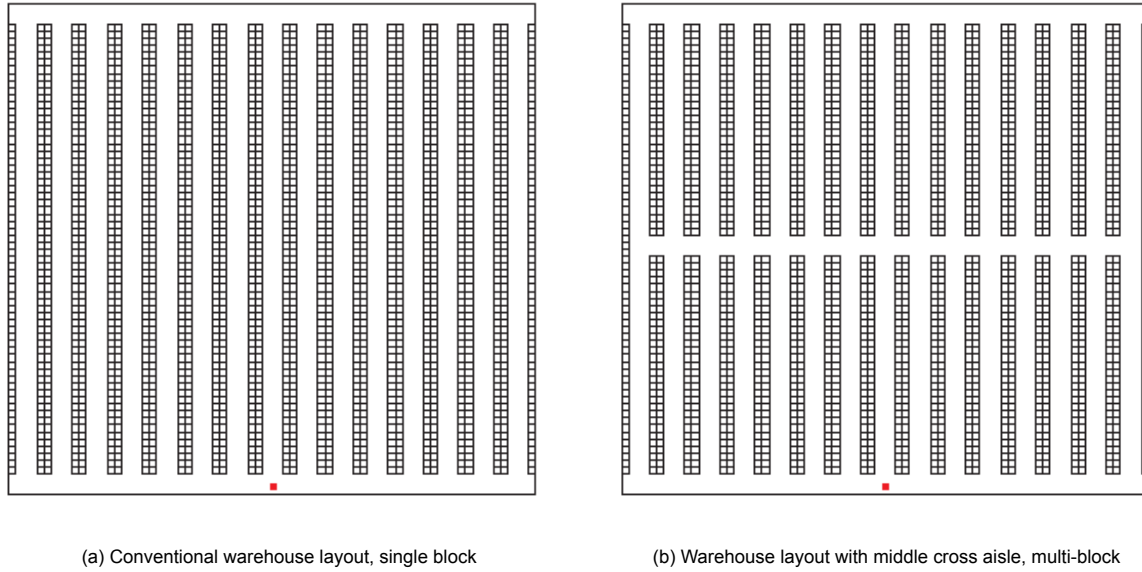 (a) Conventional warehouse layout, single block
(b) Warehouse layout with middle cross aisle, multi-block